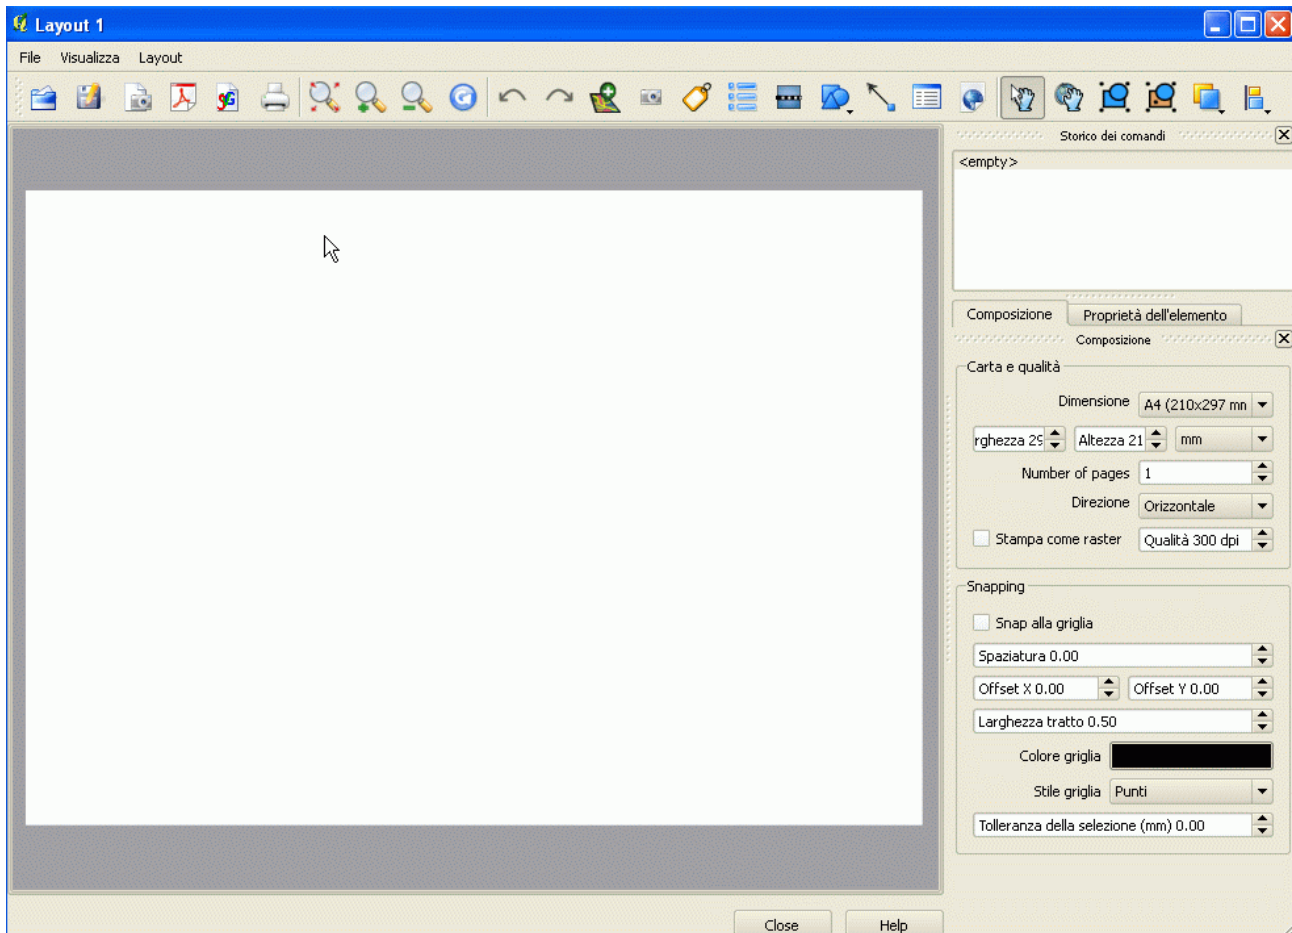 Layout 1
File Visualizza Layout
Storico dei comandi
<empty>
Composizione Proprietà dell'elemento
Composizione
Carta e qualità
Dimensione A4 (210x297 mn
rghezza 29 Altezza 21 mm
Number of pages 1
Direzione Orizzontale
Stampa come raster Qualità 300 dpi
Snapping
Snap alla griglia
Spaziatura 0.00
Offset X 0.00 Offset Y 0.00
Larghezza tratto 0.50
Colore griglia
Stile griglia Punti
Tolleranza della selezione (mm) 0.00
Close Help